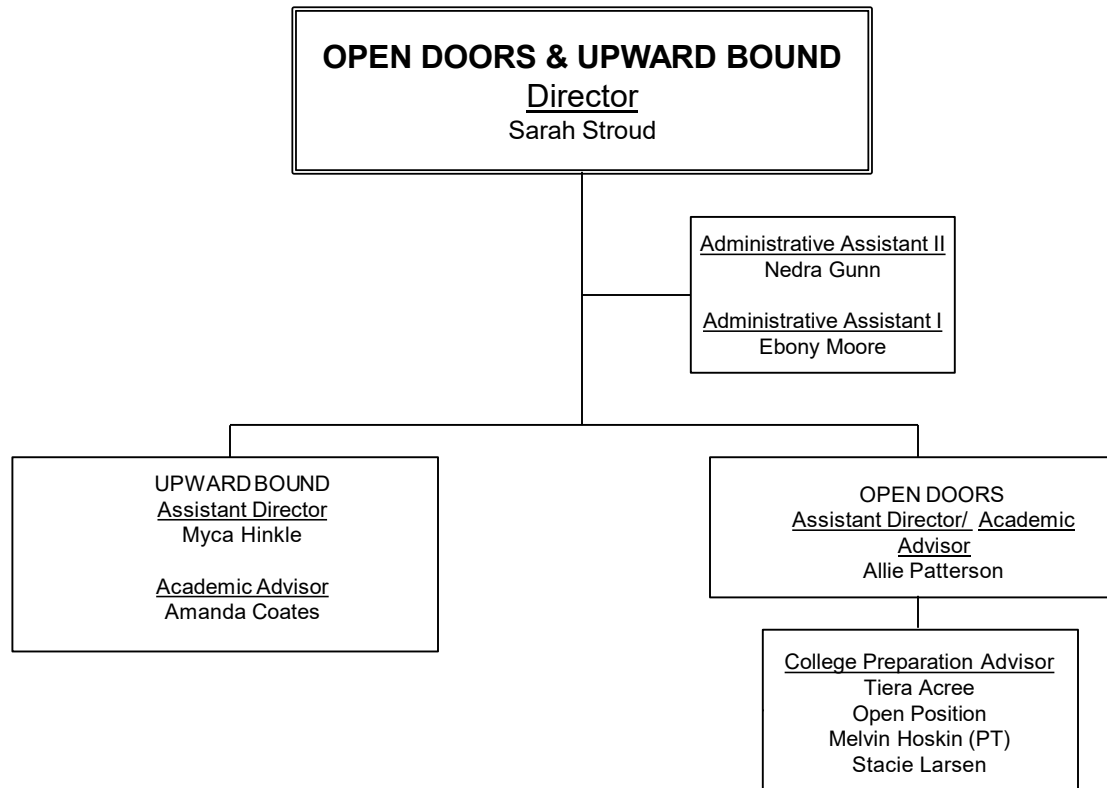 OPEN DOORS & UPWARD BOUND
Director
Sarah Stroud
Administrative Assistant II
Nedra Gunn
Administrative Assistant I
Ebony Moore
UPWARD BOUND
Assistant Director
Myca Hinkle
Academic Advisor
Amanda Coates
OPEN DOORS
Assistant Director/ Academic
Advisor
Allie Patterson
College Preparation Advisor
Tiera Acree
Open Position
Melvin Hoskin (PT)
Stacie Larsen